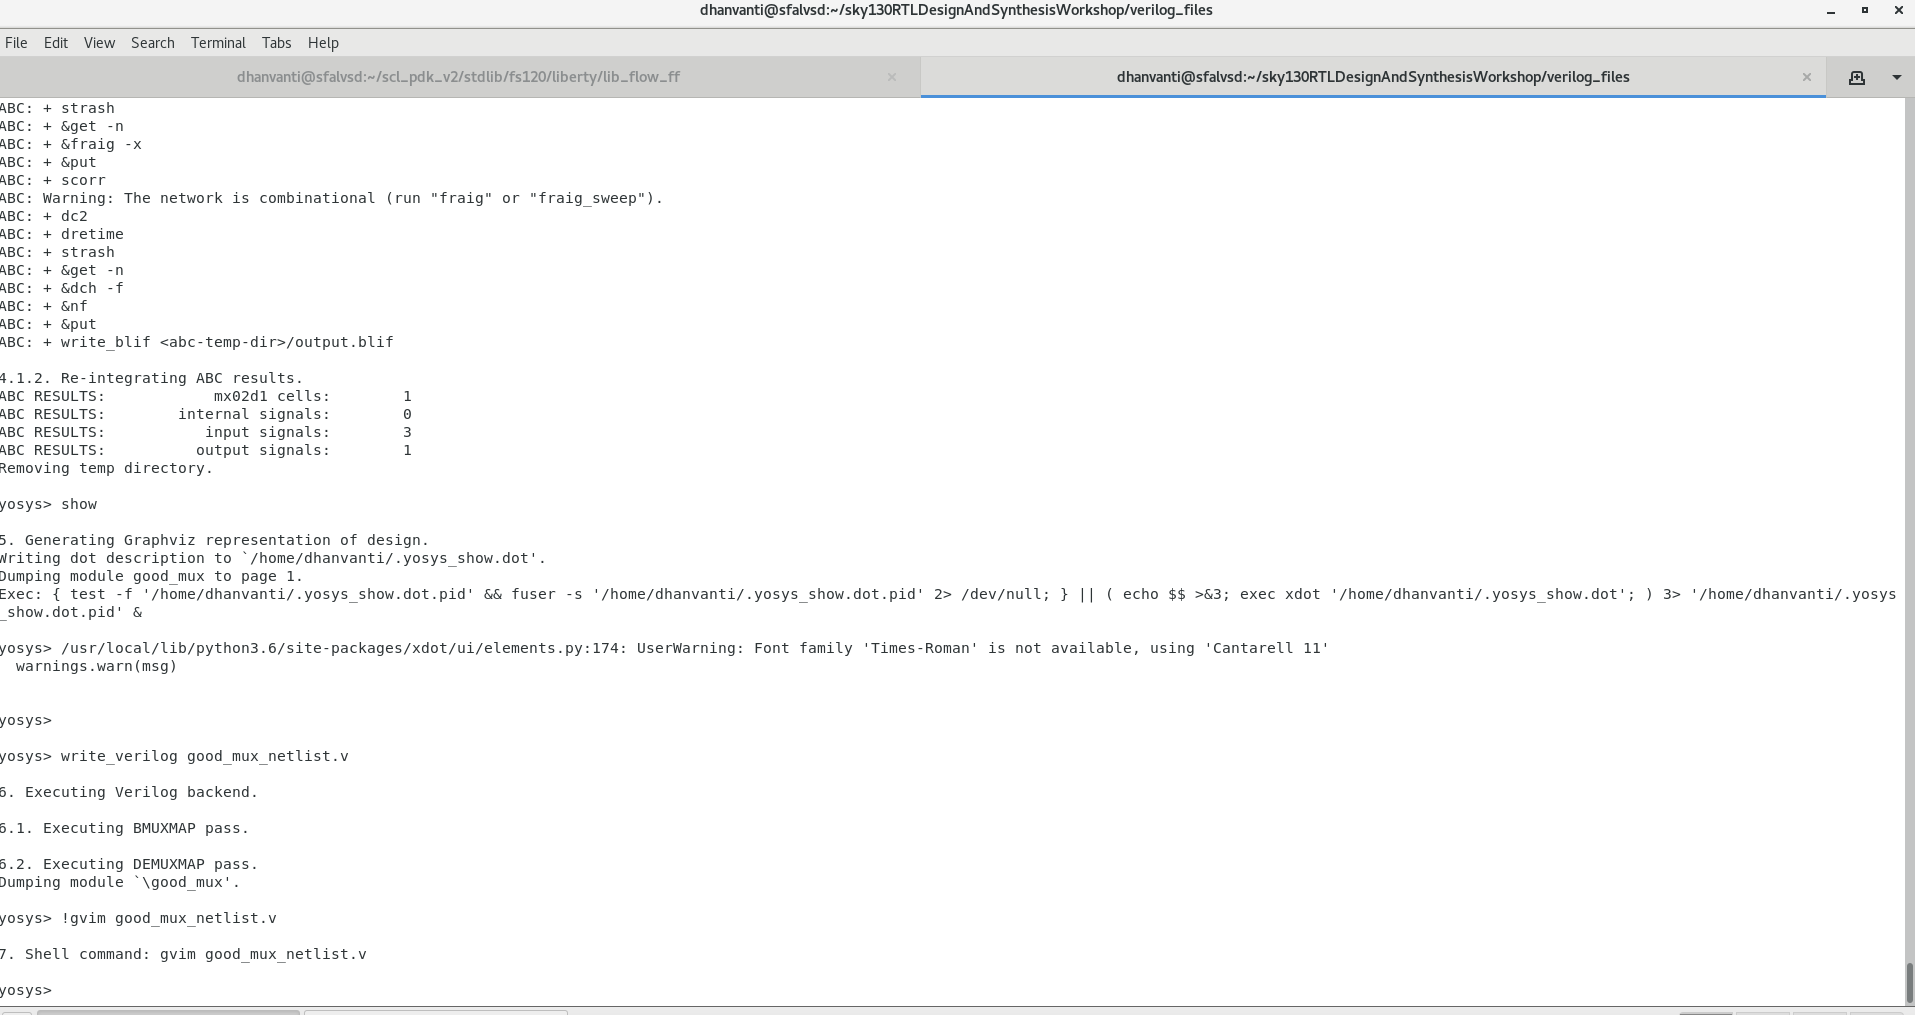 dhanvanti@sfalvsd:~/sky130RTLDesignAndSynthesisWorkshop/verilog_files
File Edit View Search Terminal Tabs Help
dhanvanti@sfalvsd:~/scl_pdk_v2/stdlib/fs120/liberty/lib_flow_ff
dhanvanti@sfalvsd:~/sky130RTLDesignAndSynthesisWorkshop/verilog_files
ABC: + strash
ABC: + &get -n
ABC: + &fraig -x
ABC: + &put
ABC: + scorr
ABC: Warning: The network is combinational (run "fraig" or "fraig_sweep").
ABC: + dc2
ABC: + dretime
ABC: + strash
ABC: + &get -n
ABC: + &dch -f
ABC: + &nf
ABC: + &put
ABC: + write_blif <abc-temp-dir>/output.blif
4.1.2. Re-integrating ABC results.
ABC RESULTS:            mx02d1 cells:        1
ABC RESULTS:        internal signals:        0
ABC RESULTS:           input signals:        3
ABC RESULTS:          output signals:        1
Removing temp directory.
yosys> show
5. Generating Graphviz representation of design.
Writing dot description to `/home/dhanvanti/.yosys_show.dot'.
Dumping module good_mux to page 1.
Exec: { test -f '/home/dhanvanti/.yosys_show.dot.pid' && fuser -s '/home/dhanvanti/.yosys_show.dot.pid' 2> /dev/null; } || ( echo $$ >&3; exec xdot '/home/dhanvanti/.yosys_show.dot'; ) 3> '/home/dhanvanti/.yosys
_show.dot.pid' &
yosys> /usr/local/lib/python3.6/site-packages/xdot/ui/elements.py:174: UserWarning: Font family 'Times-Roman' is not available, using 'Cantarell 11'
  warnings.warn(msg)
yosys>
yosys> write_verilog good_mux_netlist.v
6. Executing Verilog backend.
6.1. Executing BMUXMAP pass.
6.2. Executing DEMUXMAP pass.
Dumping module `\good_mux'.
yosys> !gvim good_mux_netlist.v
7. Shell command: gvim good_mux_netlist.v
yosys>